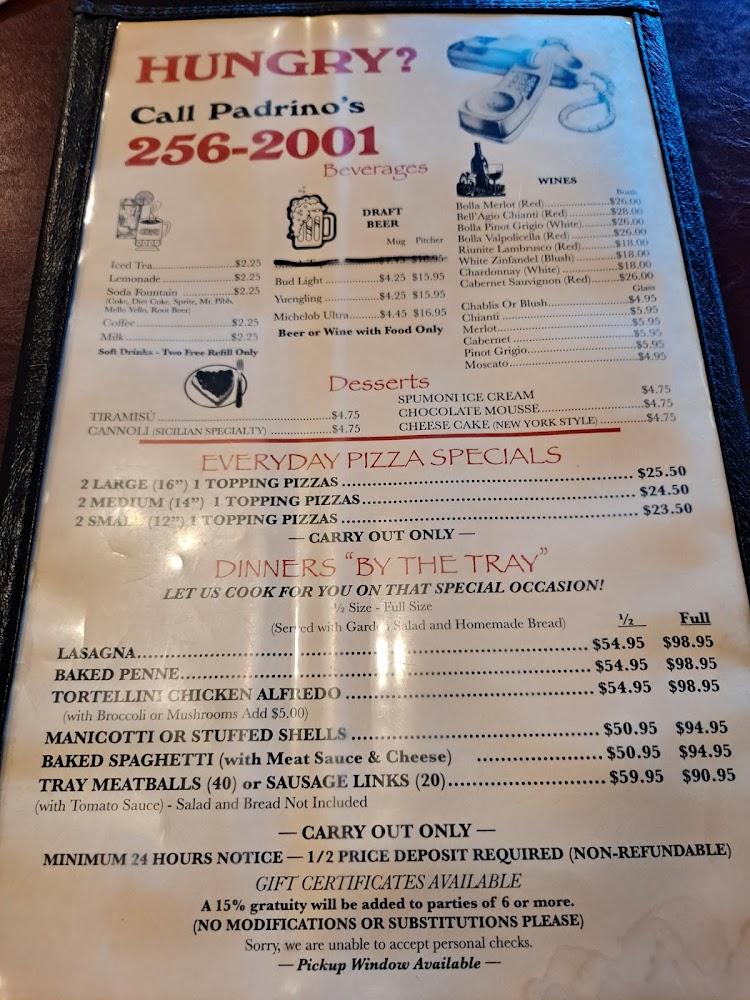 HUNGRY?
Call Padrino's
256-2001
Beverages
Iced Tea....................$2.25
Lemonade....................$2.25
Soda Fountain....................$2.25
(Coke, Diet Coke, Sprite, Mr. Pibb,
Mello Yello, Root Beer)
Coffee....................$2.25
Milk....................$2.25
Soft Drinks - Two Free Refill Only
DRAFT
BEER
Mug Pitcher
$16.95
Bud Light....................$4.25 $15.95
Yuengling....................$4.25 $15.95
Michelob Ultra....................$4.45 $16.95
Beer or Wine with Food Only
WINES
Bolla Merlot (Red)....................$26.00
Bell'Agio Chianti (Red)....................$28.00
Bolla Pinot Grigio (White)....................$26.00
Bolla Valpolicella (Red)....................$26.00
Riunite Lambrusco (Red)....................$18.00
White Zinfandel (Blush)....................$18.00
Chardonnay (White)....................$18.00
Cabernet Sauvignon (Red)....................$26.00
Glass
Chablis Or Blush....................$4.95
Chianti....................$5.95
Merlot....................$5.95
Cabernet....................$5.95
Pinot Grigio....................$5.95
Moscato....................$4.95
Desserts
TIRAMISÙ....................$4.75
CANNOLI (SICILIAN SPECIALTY)....................$4.75
SPUMONI ICE CREAM $4.75
CHOCOLATE MOUSSE....................$4.75
CHEESE CAKE (NEW YORK STYLE)....................$4.75
EVERYDAY PIZZA SPECIALS
2 LARGE (16") 1 TOPPING PIZZAS....................$25.50
2 MEDIUM (14") 1 TOPPING PIZZAS....................$24.50
2 SMALL (12") 1 TOPPING PIZZAS....................$23.50
— CARRY OUT ONLY —
DINNERS "BY THE TRAY"
LET US COOK FOR YOU ON THAT SPECIAL OCCASION!
½ Size - Full Size
(Served with Garden Salad and Homemade Bread)
½ Full
LASAGNA....................$54.95 $98.95
BAKED PENNE....................$54.95 $98.95
TORTELLINI CHICKEN ALFREDO....................$54.95 $98.95
(with Broccoli or Mushrooms Add $5.00)
MANICOTTI OR STUFFED SHELLS....................$50.95 $94.95
BAKED SPAGHETTI (with Meat Sauce & Cheese)....................$50.95 $94.95
TRAY MEATBALLS (40) or SAUSAGE LINKS (20)....................$59.95 $90.95
(with Tomato Sauce) - Salad and Bread Not Included
— CARRY OUT ONLY —
MINIMUM 24 HOURS NOTICE — 1/2 PRICE DEPOSIT REQUIRED (NON-REFUNDABLE)
GIFT CERTIFICATES AVAILABLE
A 15% gratuity will be added to parties of 6 or more.
(NO MODIFICATIONS OR SUBSTITUTIONS PLEASE)
Sorry, we are unable to accept personal checks.
— Pickup Window Available —